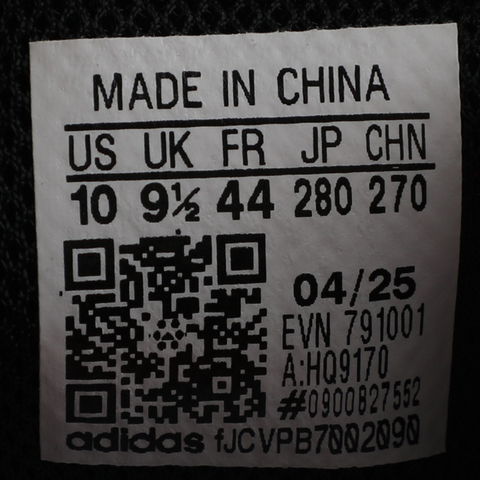 MADE IN CHINA
US UK FR JP CHN
10 9½ 44 280 270
04/25
EVN 791001
A:HQ9170
#0900827552
adidas fJCVPB7002090